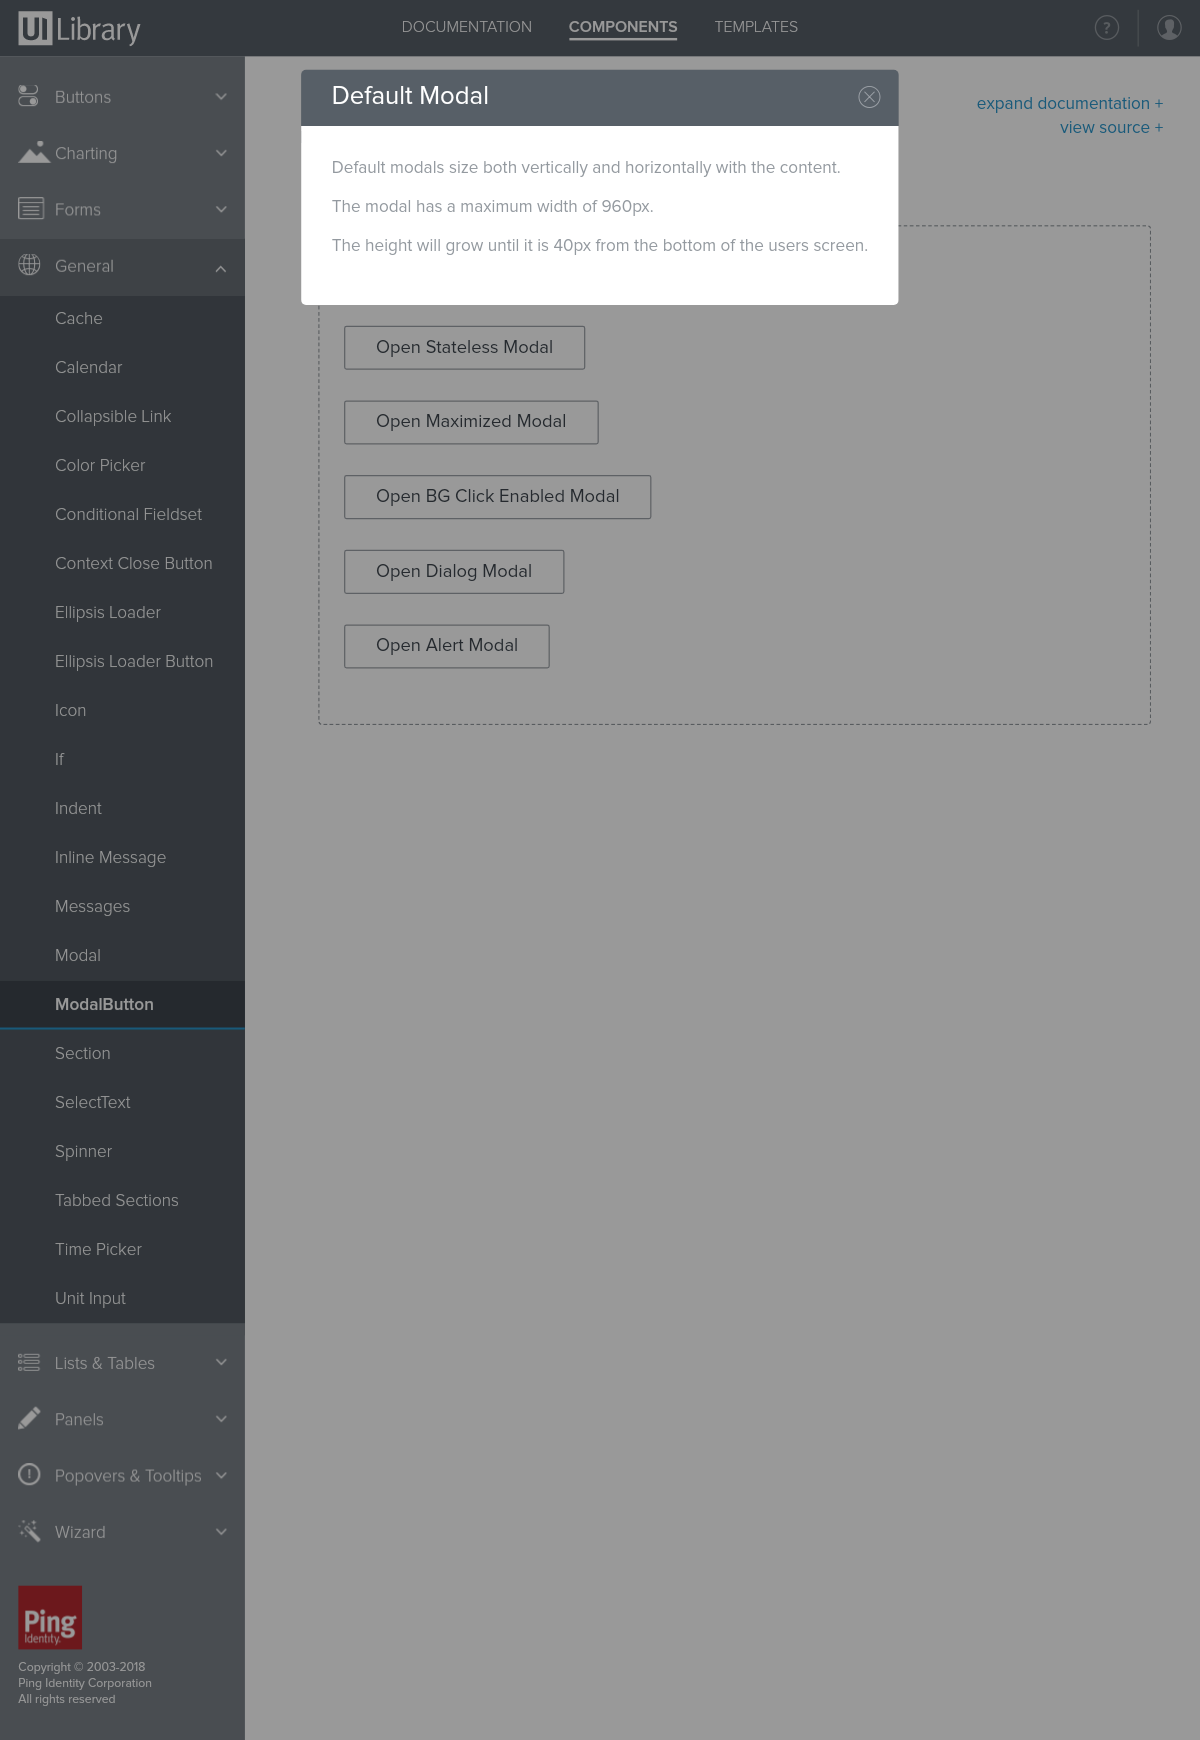 UI Library
DOCUMENTATION
COMPONENTS
TEMPLATES
?
Buttons
Charting
Forms
General
Cache
Calendar
Collapsible Link
Color Picker
Conditional Fieldset
Context Close Button
Ellipsis Loader
Ellipsis Loader Button
Icon
If
Indent
Inline Message
Messages
Modal
ModalButton
Section
SelectText
Spinner
Tabbed Sections
Time Picker
Unit Input
Lists & Tables
Panels
Popovers & Tooltips
Wizard
Ping
Identity.
Copyright © 2003-2018
Ping Identity Corporation
All rights reserved
Default Modal
Default modals size both vertically and horizontally with the content.
The modal has a maximum width of 960px.
The height will grow until it is 40px from the bottom of the users screen.
expand documentation +
view source +
Open Stateless Modal
Open Maximized Modal
Open BG Click Enabled Modal
Open Dialog Modal
Open Alert Modal